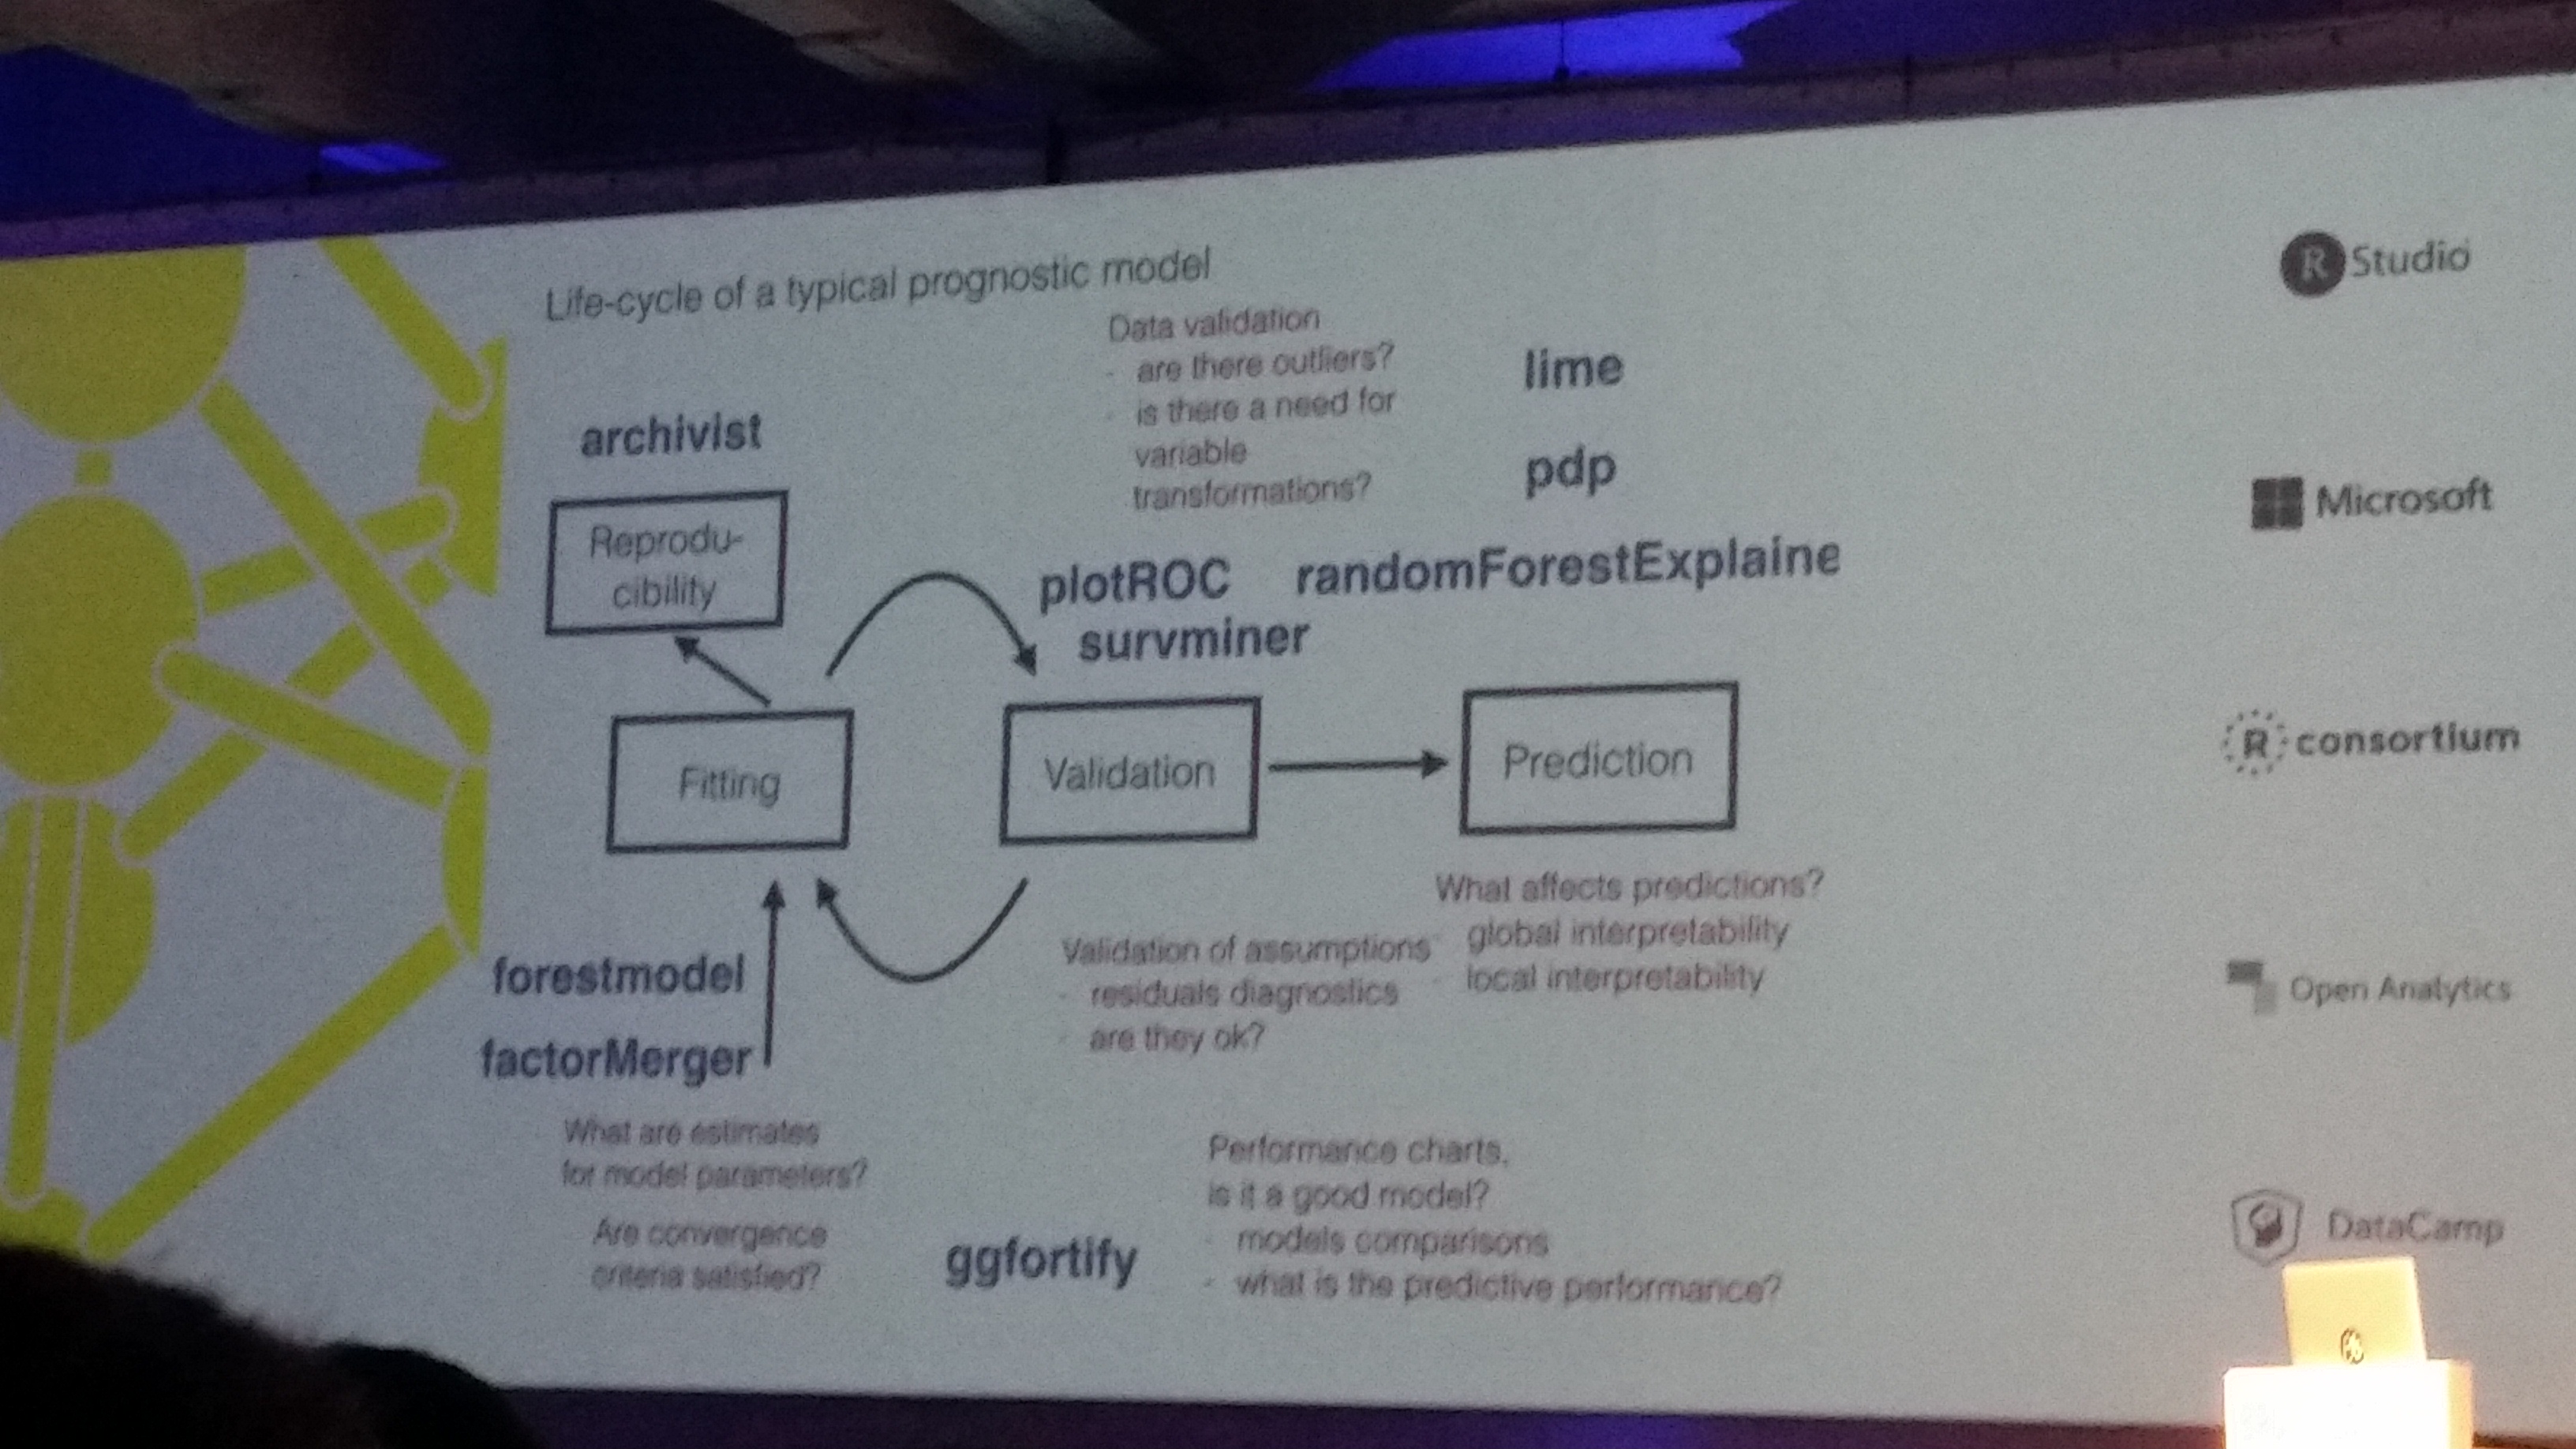 Life-cycle of a typical prognostic model
Data validation
- are there outliers?
- is there a need for
variable
transformations?
lime
pdp
archivist
Reprodu-
cibility
plotROC
randomForestExplaine
survminer
Fitting
Validation
Prediction
forestmodel
factorMerger
What are estimates
for model parameters?
Are convergence
criteria satisfied?
Validation of assumptions
- residuals diagnostics
- are they ok?
What affects predictions?
- global interpretability
- local interpretability
ggfortify
Performance charts,
is it a good model?
- models comparisons
- what is the predictive performance?
R Studio
Microsoft
R consortium
Open Analytics
DataCamp